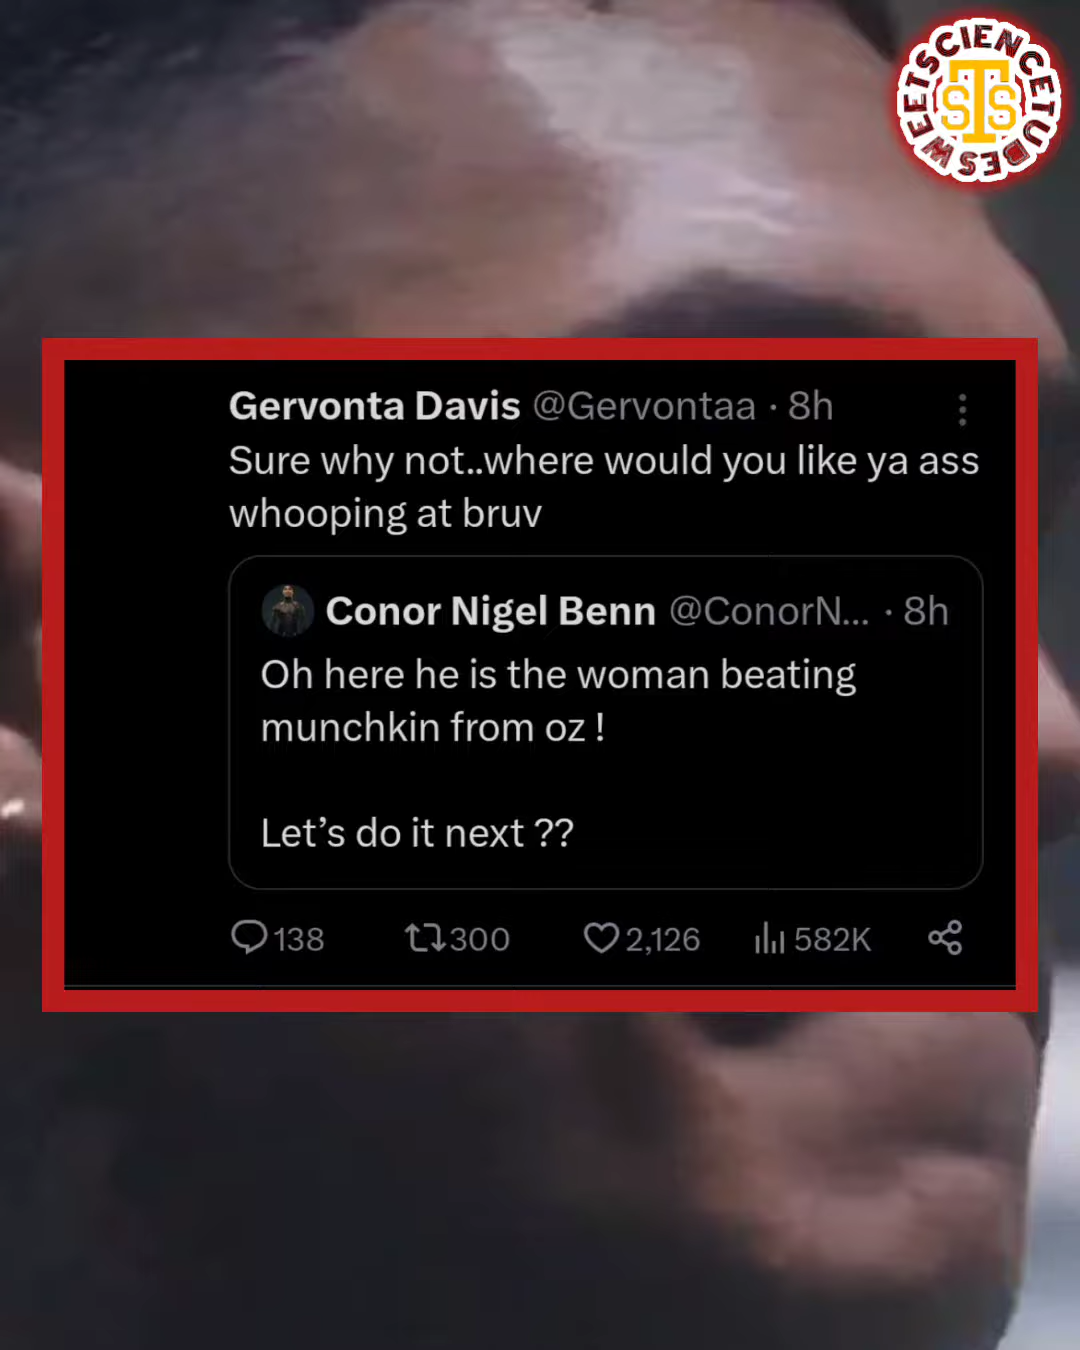 SWEETSCIENCETUDES
STS
Gervonta Davis @Gervontaa · 8h
Sure why not..where would you like ya ass
whooping at bruv
Conor Nigel Benn @ConorN... · 8h
Oh here he is the woman beating
munchkin from oz !
Let’s do it next ??
138 300 2,126 582K